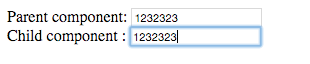 Parent component: 1232323
Child component : 1232323